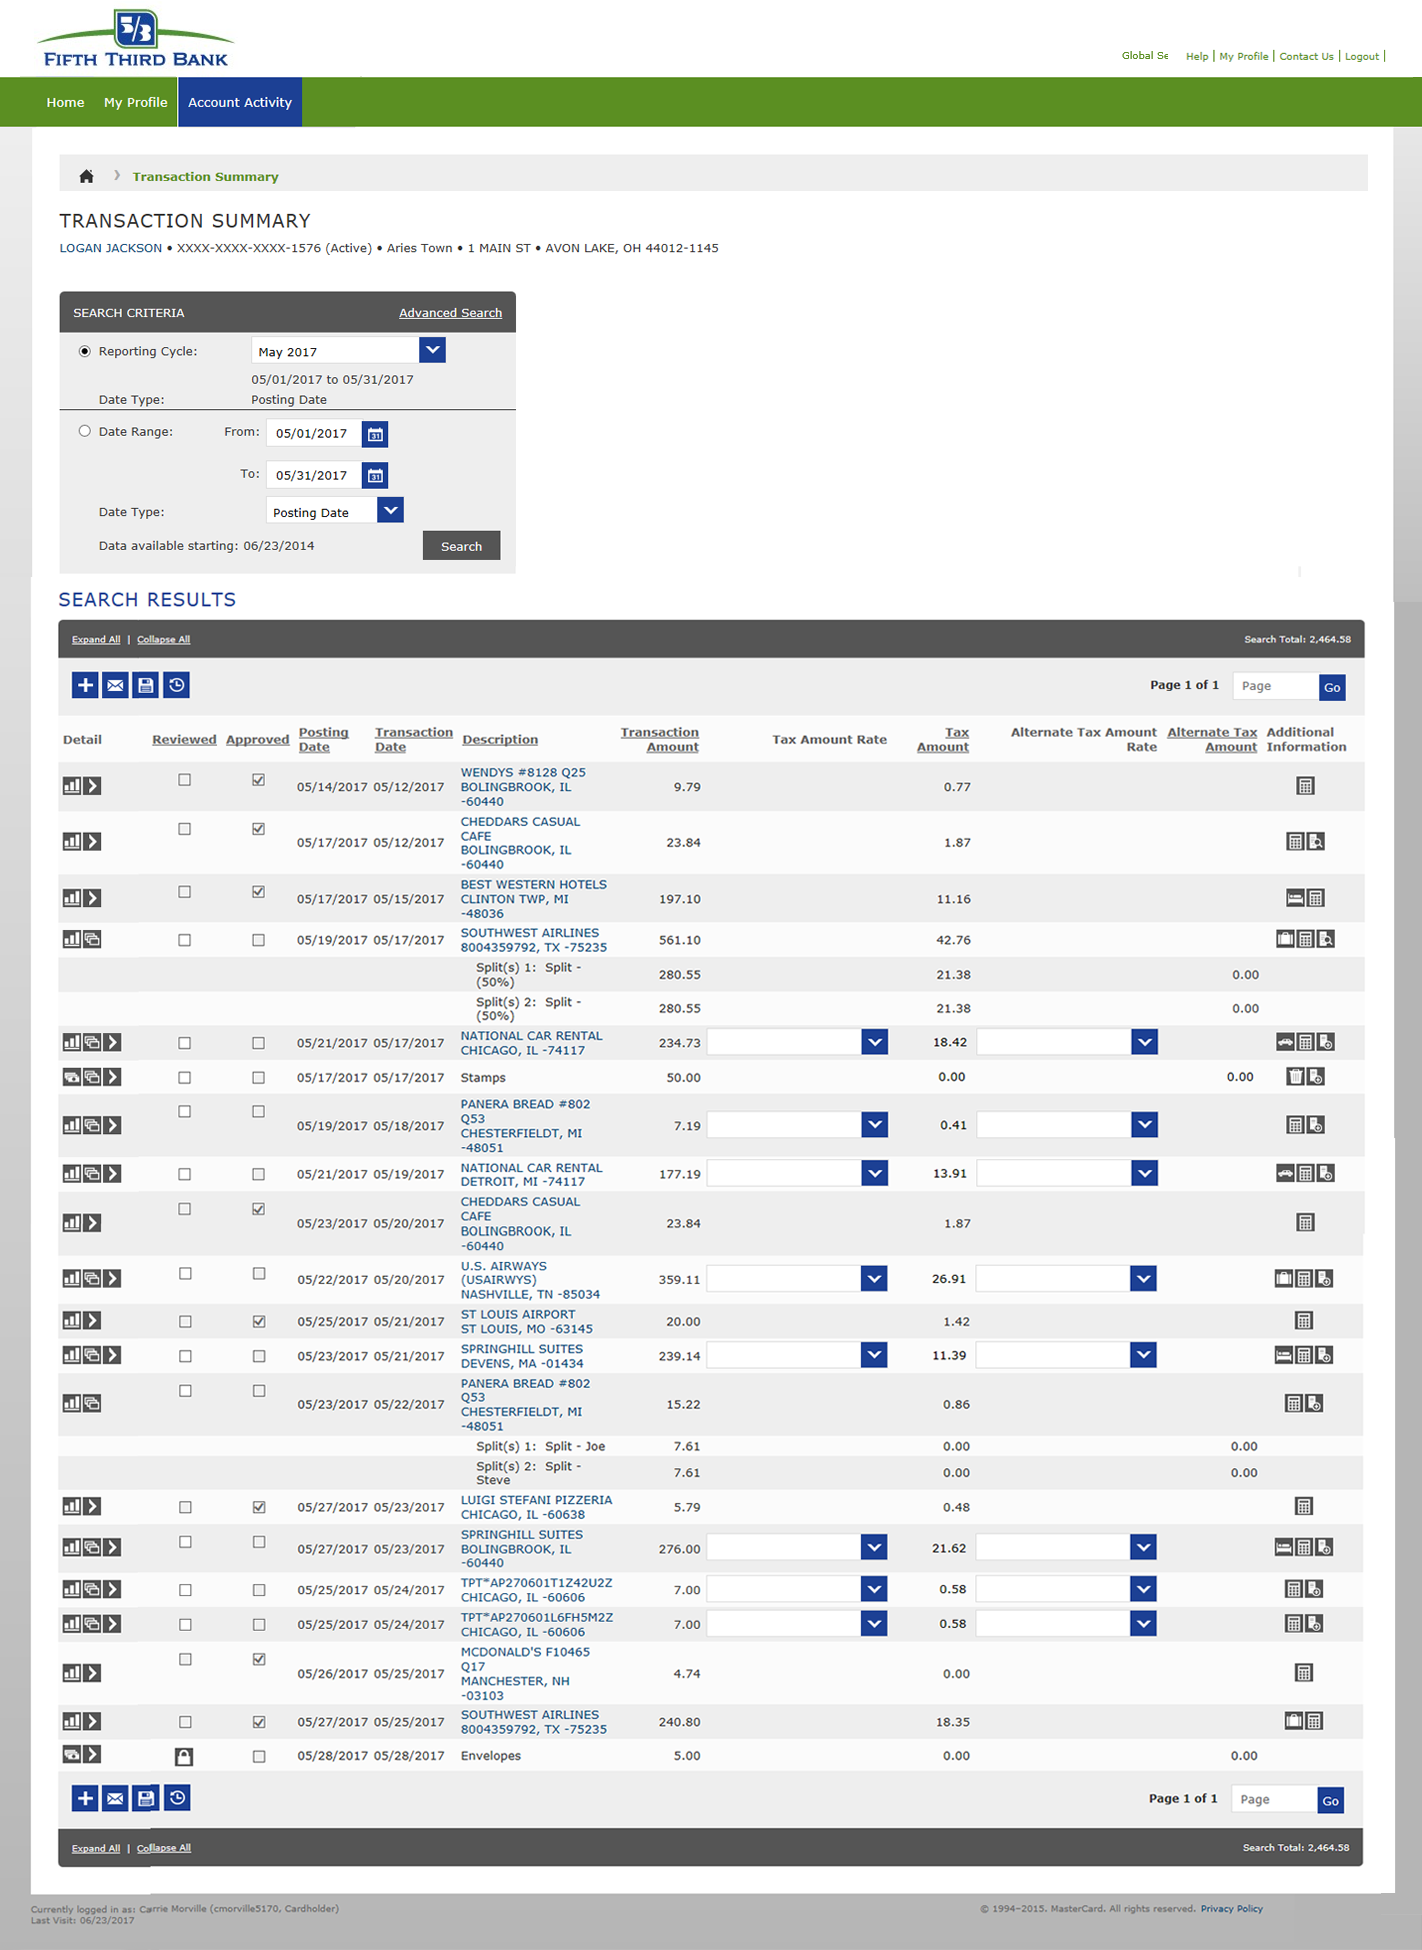 5/3
FIFTH THIRD BANK
Global Se Help | My Profile | Contact Us | Logout |
Home My Profile Account Activity
Transaction Summary
TRANSACTION SUMMARY
LOGAN JACKSON • XXXX-XXXX-XXXX-1576 (Active) • Aries Town • 1 MAIN ST • AVON LAKE, OH 44012-1145
SEARCH CRITERIA Advanced Search
Reporting Cycle: May 2017
05/01/2017 to 05/31/2017
Date Type: Posting Date
Date Range: From: 05/01/2017 31
To: 05/31/2017 31
Date Type: Posting Date
Data available starting: 06/23/2014 Search
SEARCH RESULTS
Expand All | Collapse All Search Total: 2,464.58
Page 1 of 1 Page Go
Detail Reviewed Approved Posting Date Transaction Date Description Transaction Amount Tax Amount Rate Tax Amount Alternate Tax Amount Rate Alternate Tax Amount Additional Information
WENDYS #8128 Q25
05/14/2017 05/12/2017 BOLINGBROOK, IL 9.79 0.77
-60440
CHEDDARS CASUAL
CAFE
05/17/2017 05/12/2017 BOLINGBROOK, IL 23.84 1.87
-60440
BEST WESTERN HOTELS
05/17/2017 05/15/2017 CLINTON TWP, MI 197.10 11.16
-48036
SOUTHWEST AIRLINES
05/19/2017 05/17/2017 8004359792, TX -75235 561.10 42.76
Split(s) 1: Split -
(50%) 280.55 21.38 0.00
Split(s) 2: Split -
(50%) 280.55 21.38 0.00
NATIONAL CAR RENTAL
05/21/2017 05/17/2017 CHICAGO, IL -74117 234.73 18.42
05/17/2017 05/17/2017 Stamps 50.00 0.00 0.00
PANERA BREAD #802
Q53
05/19/2017 05/18/2017 CHESTERFIELDT, MI 7.19 0.41
-48051
NATIONAL CAR RENTAL
05/21/2017 05/19/2017 DETROIT, MI -74117 177.19 13.91
CHEDDARS CASUAL
CAFE
05/23/2017 05/20/2017 BOLINGBROOK, IL 23.84 1.87
-60440
U.S. AIRWAYS
05/22/2017 05/20/2017 (USAIRWYS) 359.11 26.91
NASHVILLE, TN -85034
ST LOUIS AIRPORT
05/25/2017 05/21/2017 ST LOUIS, MO -63145 20.00 1.42
SPRINGHILL SUITES
05/23/2017 05/21/2017 DEVENS, MA -01434 239.14 11.39
PANERA BREAD #802
Q53
05/23/2017 05/22/2017 CHESTERFIELDT, MI 15.22 0.86
-48051
Split(s) 1: Split - Joe 7.61 0.00 0.00
Split(s) 2: Split -
Steve 7.61 0.00 0.00
LUIGI STEFANI PIZZERIA
05/27/2017 05/23/2017 CHICAGO, IL -60638 5.79 0.48
SPRINGHILL SUITES
05/27/2017 05/23/2017 BOLINGBROOK, IL 276.00 21.62
-60440
TPT*AP270601T1Z42U2Z
05/25/2017 05/24/2017 CHICAGO, IL -60606 7.00 0.58
TPT*AP270601L6FH5M2Z
05/25/2017 05/24/2017 CHICAGO, IL -60606 7.00 0.58
MCDONALD'S F10465
Q17
05/26/2017 05/25/2017 MANCHESTER, NH 4.74 0.00
-03103
SOUTHWEST AIRLINES
05/27/2017 05/25/2017 8004359792, TX -75235 240.80 18.35
05/28/2017 05/28/2017 Envelopes 5.00 0.00 0.00
Page 1 of 1 Page Go
Expand All | Collapse All Search Total: 2,464.58
Currently logged in as: Carrie Morville (cmorville5170, Cardholder) © 1994–2015. MasterCard. All rights reserved. Privacy Policy
Last Visit: 06/23/2017